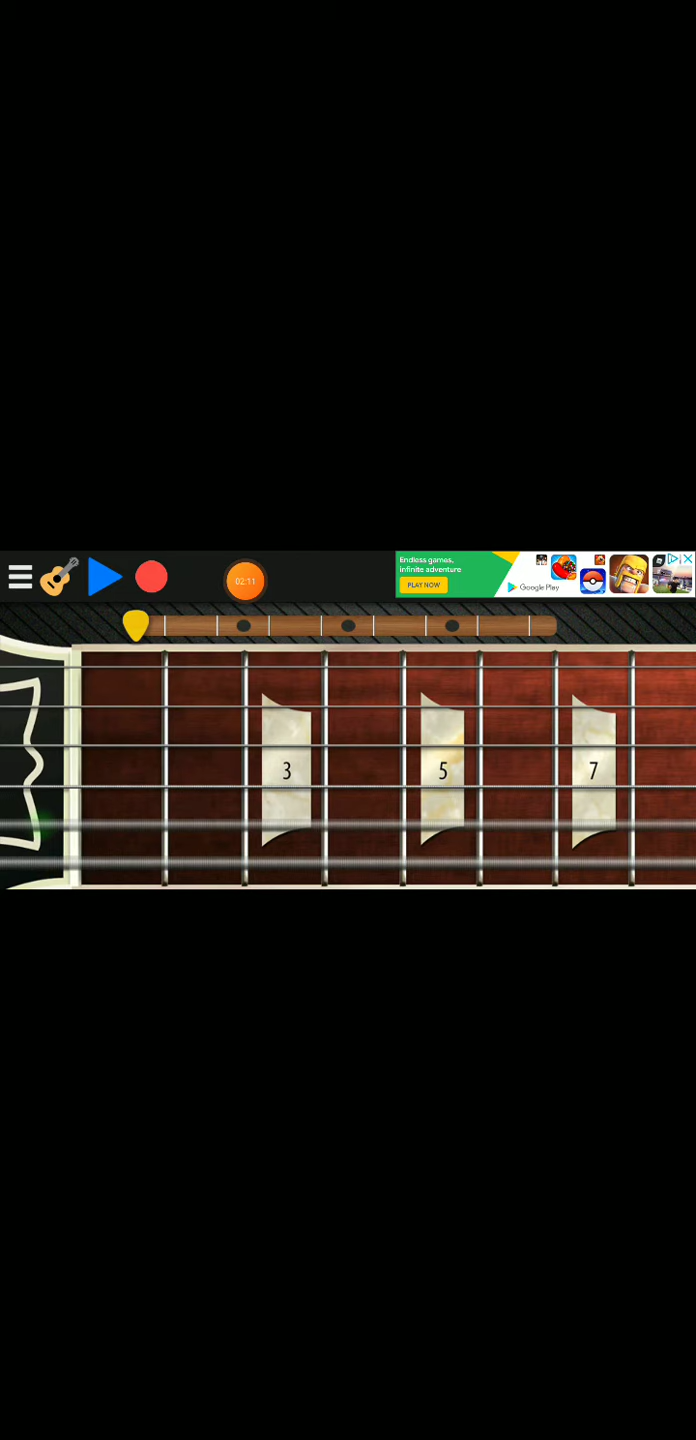 02:11
Endless games,
infinite adventure
PLAY NOW
Google Play
3
5
7